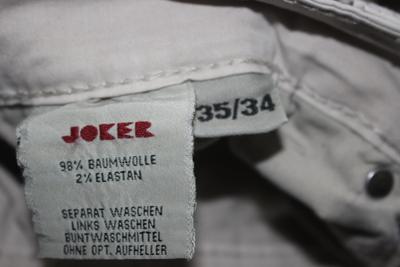 JOKER
35/34
98% BAUMWOLLE
2% ELASTAN
SEPARAT WASCHEN
LINKS WASCHEN
BUNTWASCHMITTEL
OHNE OPT. AUFHELLER